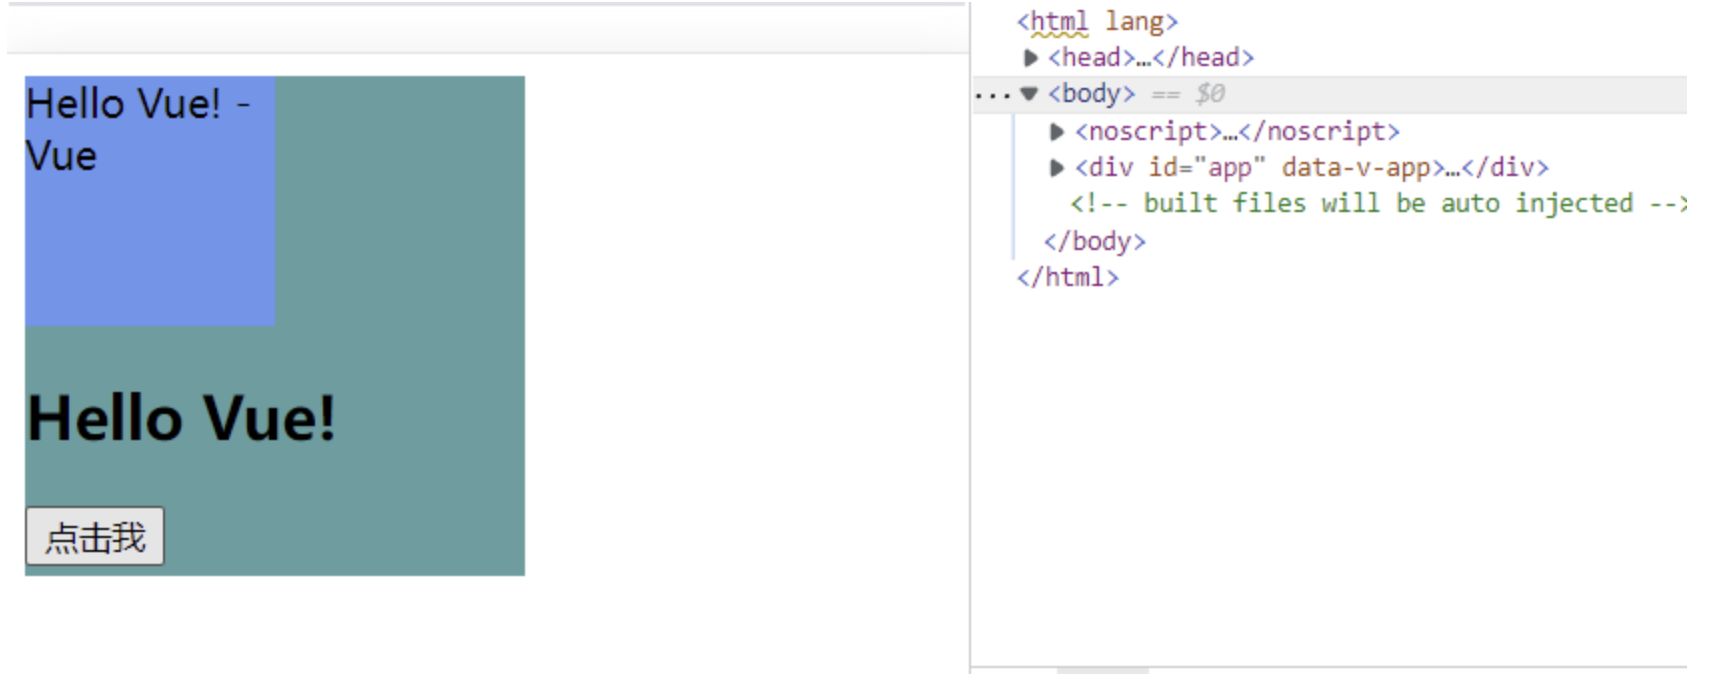 Hello Vue! -
Vue
Hello Vue!
点击我
<html lang>
<head>…</head>
... <body> == $0
<noscript>…</noscript>
<div id="app" data-v-app>…</div>
<!-- built files will be auto injected -->
</body>
</html>